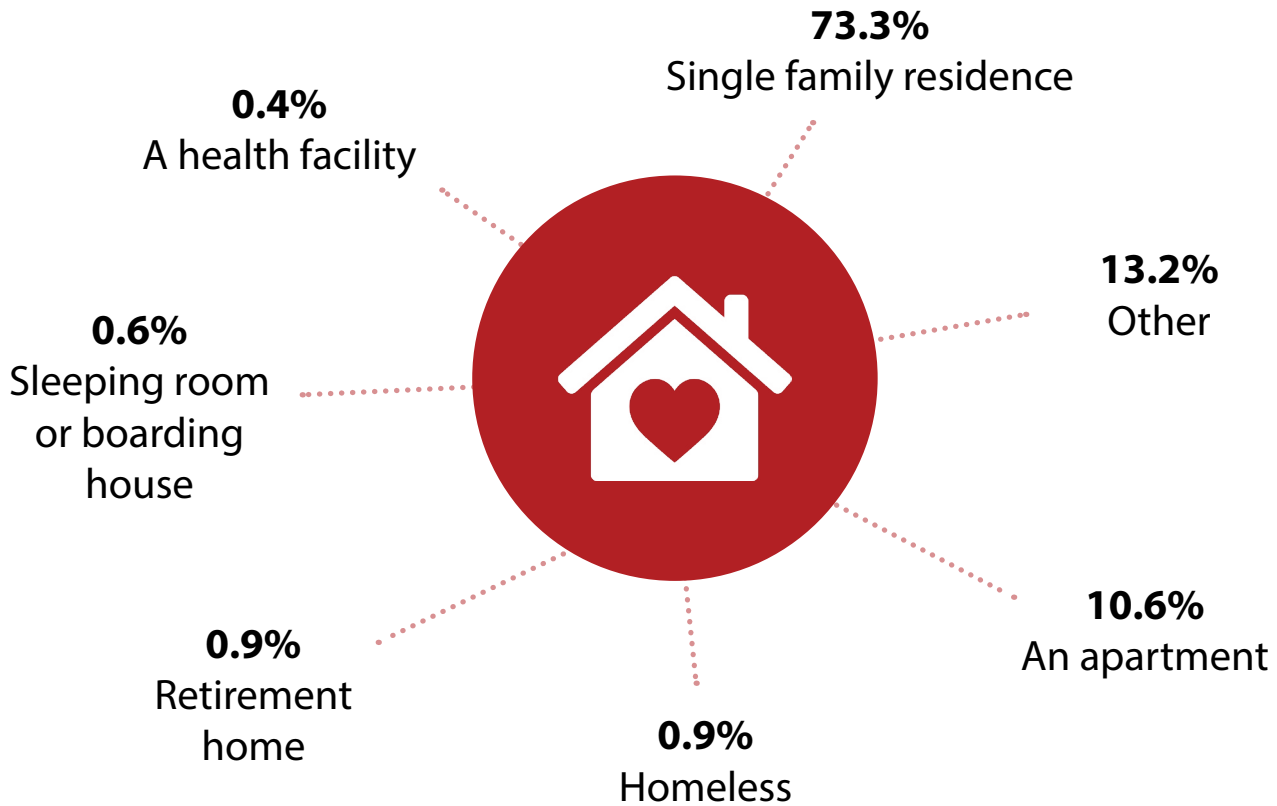 73.3%
Single family residence
13.2%
Other
10.6%
An apartment
0.9%
Homeless
0.9%
Retirement
home
0.6%
Sleeping room
or boarding
house
0.4%
A health facility